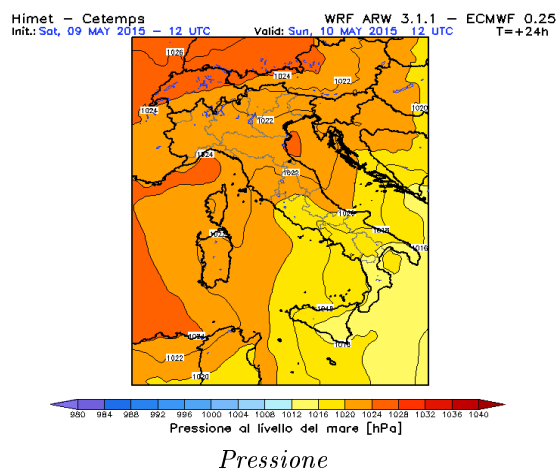 Himet – Cetemps WRF ARW 3.1.1 – ECMWF 0.25
Init.: Sat, 09 MAY 2015 – 12 UTC Valid: Sun, 10 MAY 2015 12 UTC T=+24h
1026
1024
1022
1020
1024
1022
1024
1022
1016
1018
1016
1024
1022
1020
980 984 988 992 996 1000 1004 1008 1012 1016 1020 1024 1028 1032 1036 1040
Pressione al livello del mare [hPa]
Pressione